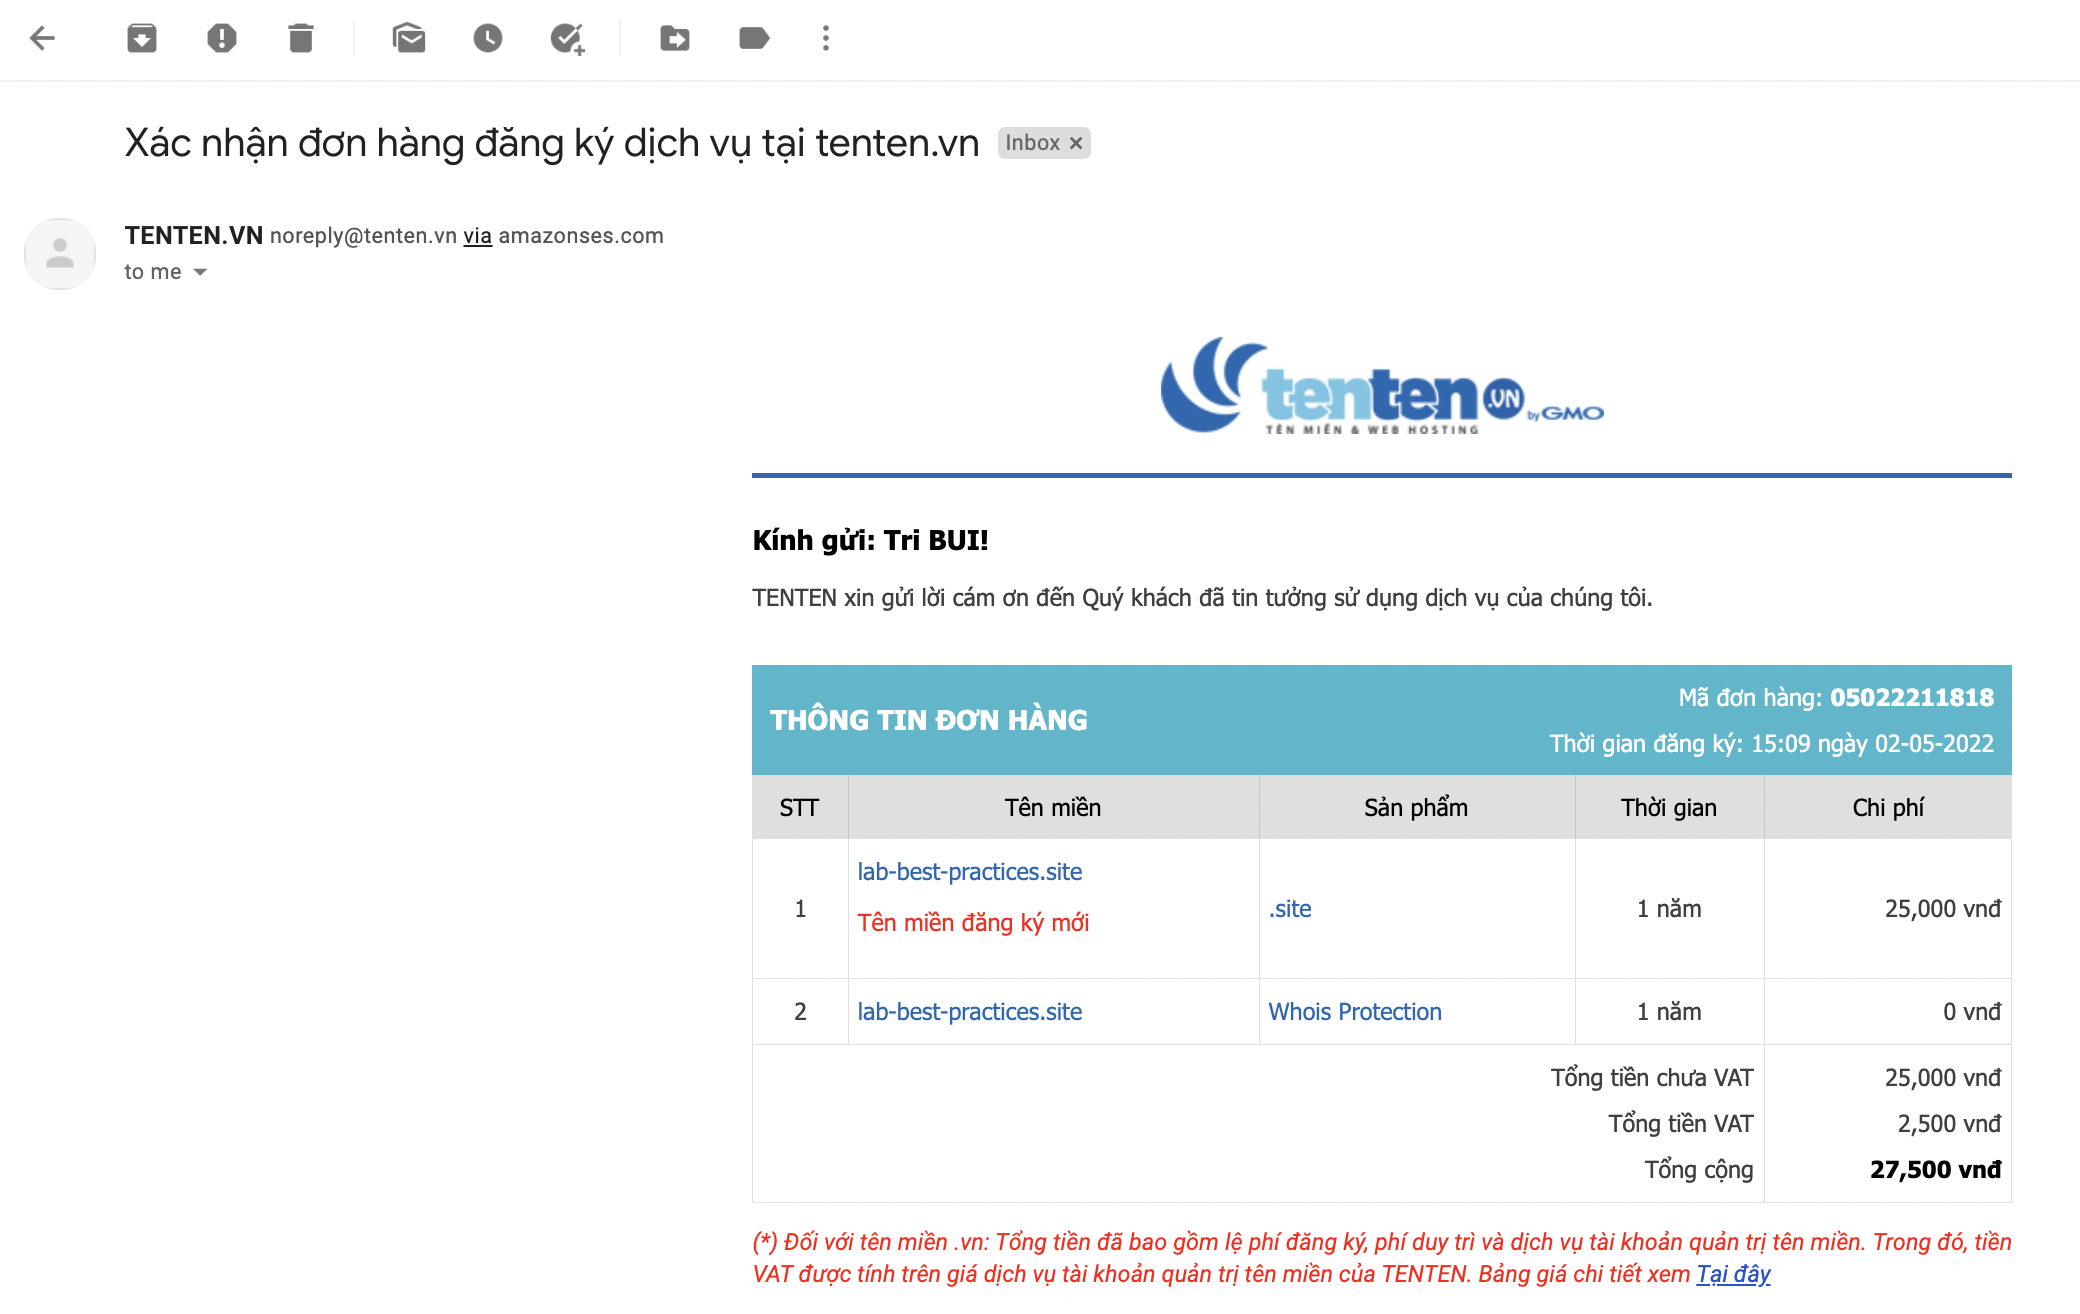 Xác nhận đơn hàng đăng ký dịch vụ tại tenten.vn Inbox ×
TENTEN.VN noreply@tenten.vn via amazonses.com
to me
tenten .VN by GMO
TÊN MIỀN & WEB HOSTING
Kính gửi: Tri BUI!
TENTEN xin gửi lời cám ơn đến Quý khách đã tin tưởng sử dụng dịch vụ của chúng tôi.
THÔNG TIN ĐƠN HÀNG
Mã đơn hàng: 05022211818
Thời gian đăng ký: 15:09 ngày 02-05-2022
STT Tên miền Sản phẩm Thời gian Chi phí
lab-best-practices.site
Tên miền đăng ký mới
1 .site 1 năm 25,000 vnđ
2 lab-best-practices.site Whois Protection 1 năm 0 vnđ
Tổng tiền chưa VAT 25,000 vnđ
Tổng tiền VAT 2,500 vnđ
Tổng cộng 27,500 vnđ
(*) Đối với tên miền .vn: Tổng tiền đã bao gồm lệ phí đăng ký, phí duy trì và dịch vụ tài khoản quản trị tên miền. Trong đó, tiền
VAT được tính trên giá dịch vụ tài khoản quản trị tên miền của TENTEN. Bảng giá chi tiết xem Tại đây